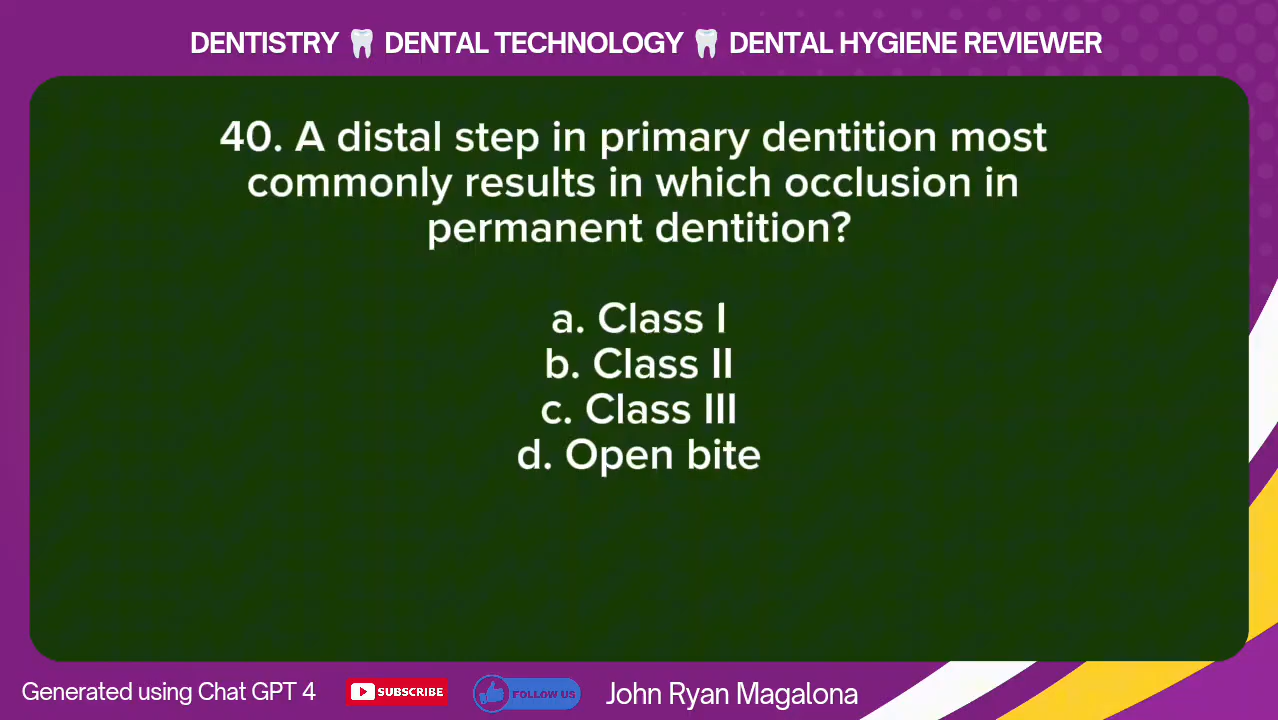 DENTISTRY 🦷 DENTAL TECHNOLOGY 🦷 DENTAL HYGIENE REVIEWER
40. A distal step in primary dentition most
commonly results in which occlusion in
permanent dentition?
a. Class I
b. Class II
c. Class III
d. Open bite
Generated using Chat GPT 4
SUBSCRIBE
FOLLOW US
John Ryan Magalona